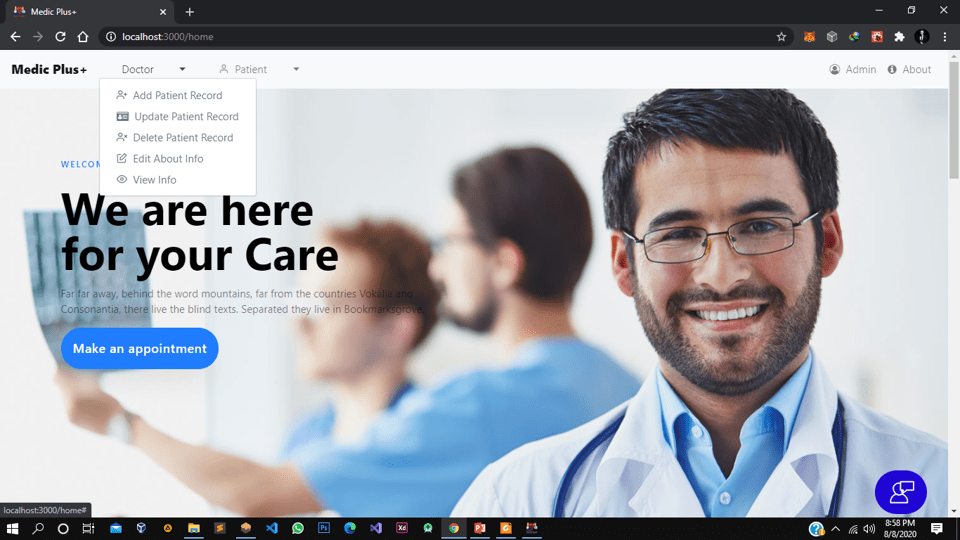 Medic Plus+
localhost:3000/home
Medic Plus+
Doctor
Patient
Admin
About
Add Patient Record
Update Patient Record
Delete Patient Record
Edit About Info
View Info
WELCOM
We are here
for your Care
Far far away, behind the word mountains, far from the countries Vokalia and
Consonantia, there live the blind texts. Separated they live in Bookmarksgrove.
Make an appointment
localhost:3000/home#
8:58 PM
8/8/2020